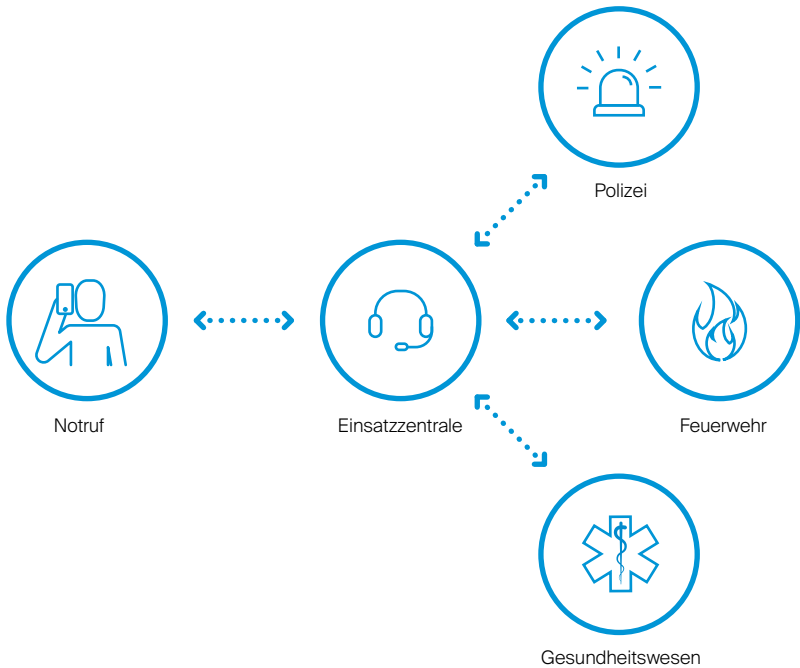 Polizei
Notruf
Einsatzzentrale
Feuerwehr
Gesundheitswesen